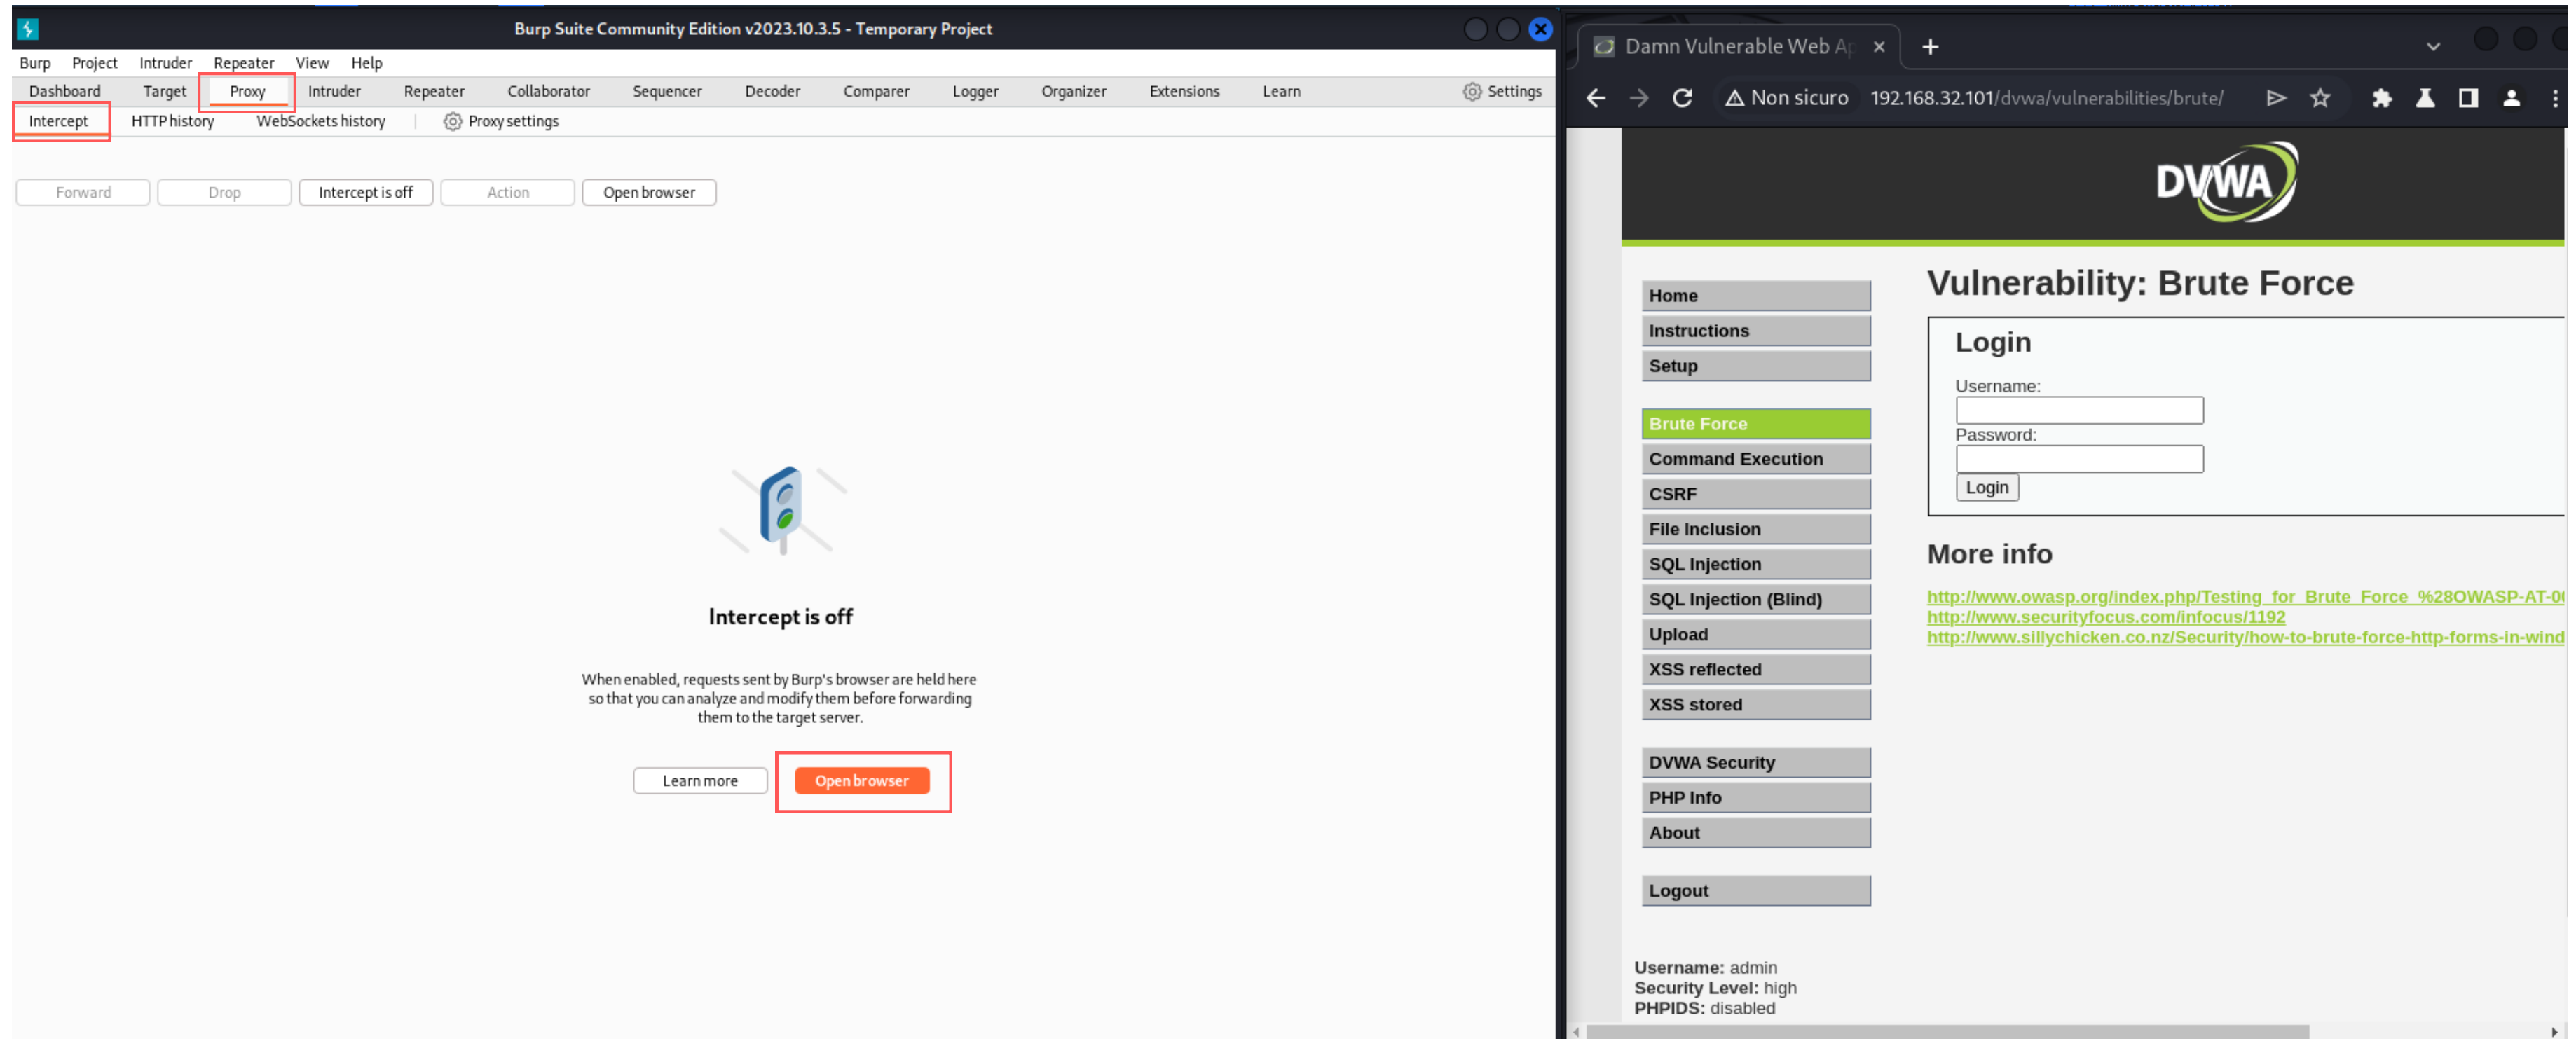 Burp Suite Community Edition v2023.10.3.5 - Temporary Project
Burp Project Intruder Repeater View Help
Dashboard Target Proxy Intruder Repeater Collaborator Sequencer Decoder Comparer Logger Organizer Extensions Learn Settings
Intercept HTTP history WebSockets history Proxy settings
Forward Drop Intercept is off Action Open browser
Intercept is off
When enabled, requests sent by Burp's browser are held here
so that you can analyze and modify them before forwarding
them to the target server.
Learn more Open browser
Damn Vulnerable Web Ap
Non sicuro 192.168.32.101/dvwa/vulnerabilities/brute/
DVWA
Home
Instructions
Setup
Brute Force
Command Execution
CSRF
File Inclusion
SQL Injection
SQL Injection (Blind)
Upload
XSS reflected
XSS stored
DVWA Security
PHP Info
About
Logout
Username: admin
Security Level: high
PHPIDS: disabled
Vulnerability: Brute Force
Login
Username:
Password:
Login
More info
http://www.owasp.org/index.php/Testing_for_Brute_Force_%28OWASP-AT-0
http://www.securityfocus.com/infocus/1192
http://www.sillychicken.co.nz/Security/how-to-brute-force-http-forms-in-wind